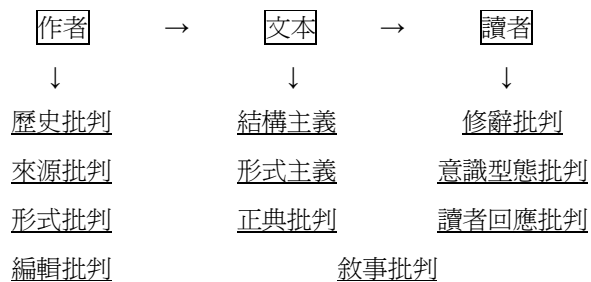 作者 → 文本 → 讀者
↓ ↓ ↓
歷史批判 結構主義 修辭批判
來源批判 形式主義 意識型態批判
形式批判 正典批判 讀者回應批判
編輯批判 敘事批判